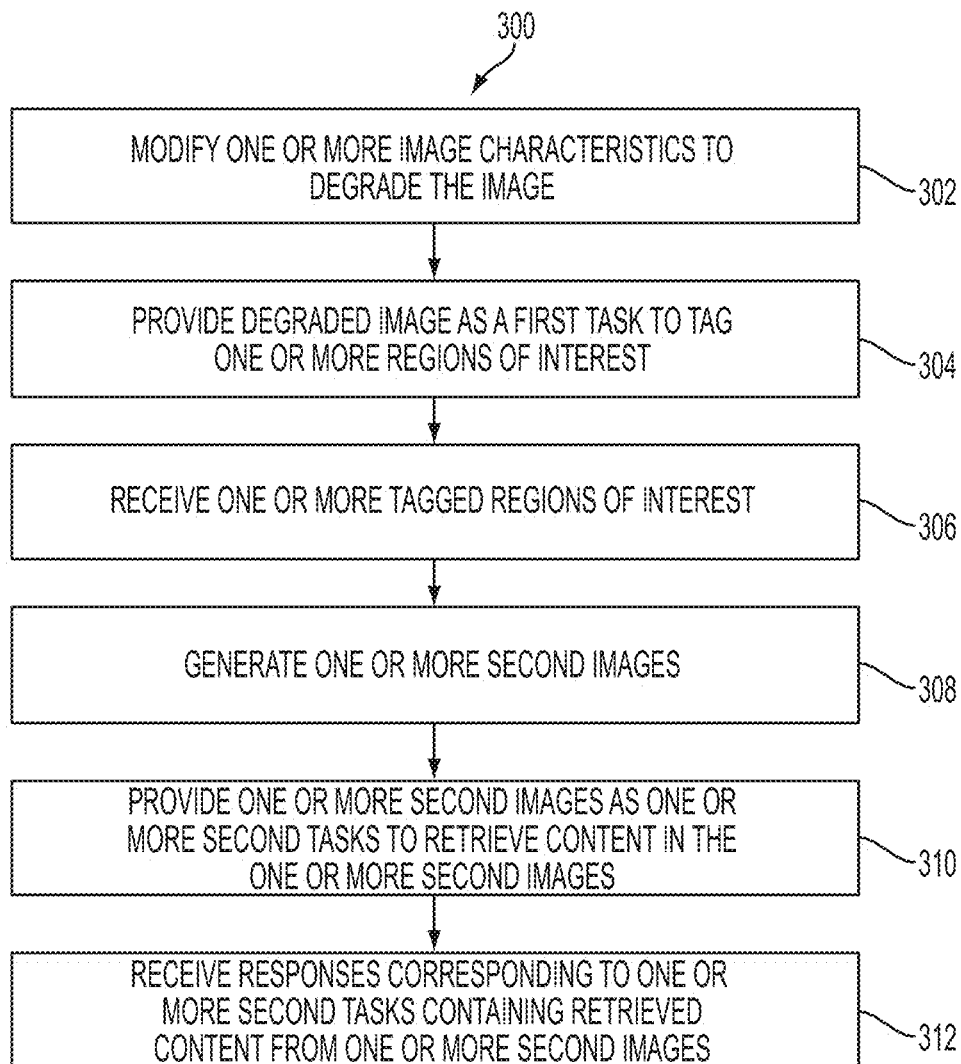 300
MODIFY ONE OR MORE IMAGE CHARACTERISTICS TO
DEGRADE THE IMAGE
302
PROVIDE DEGRADED IMAGE AS A FIRST TASK TO TAG
ONE OR MORE REGIONS OF INTEREST
304
RECEIVE ONE OR MORE TAGGED REGIONS OF INTEREST
306
GENERATE ONE OR MORE SECOND IMAGES
308
PROVIDE ONE OR MORE SECOND IMAGES AS ONE OR
MORE SECOND TASKS TO RETRIEVE CONTENT IN THE
ONE OR MORE SECOND IMAGES
310
RECEIVE RESPONSES CORRESPONDING TO ONE OR
MORE SECOND TASKS CONTAINING RETRIEVED
CONTENT FROM ONE OR MORE SECOND IMAGES
312